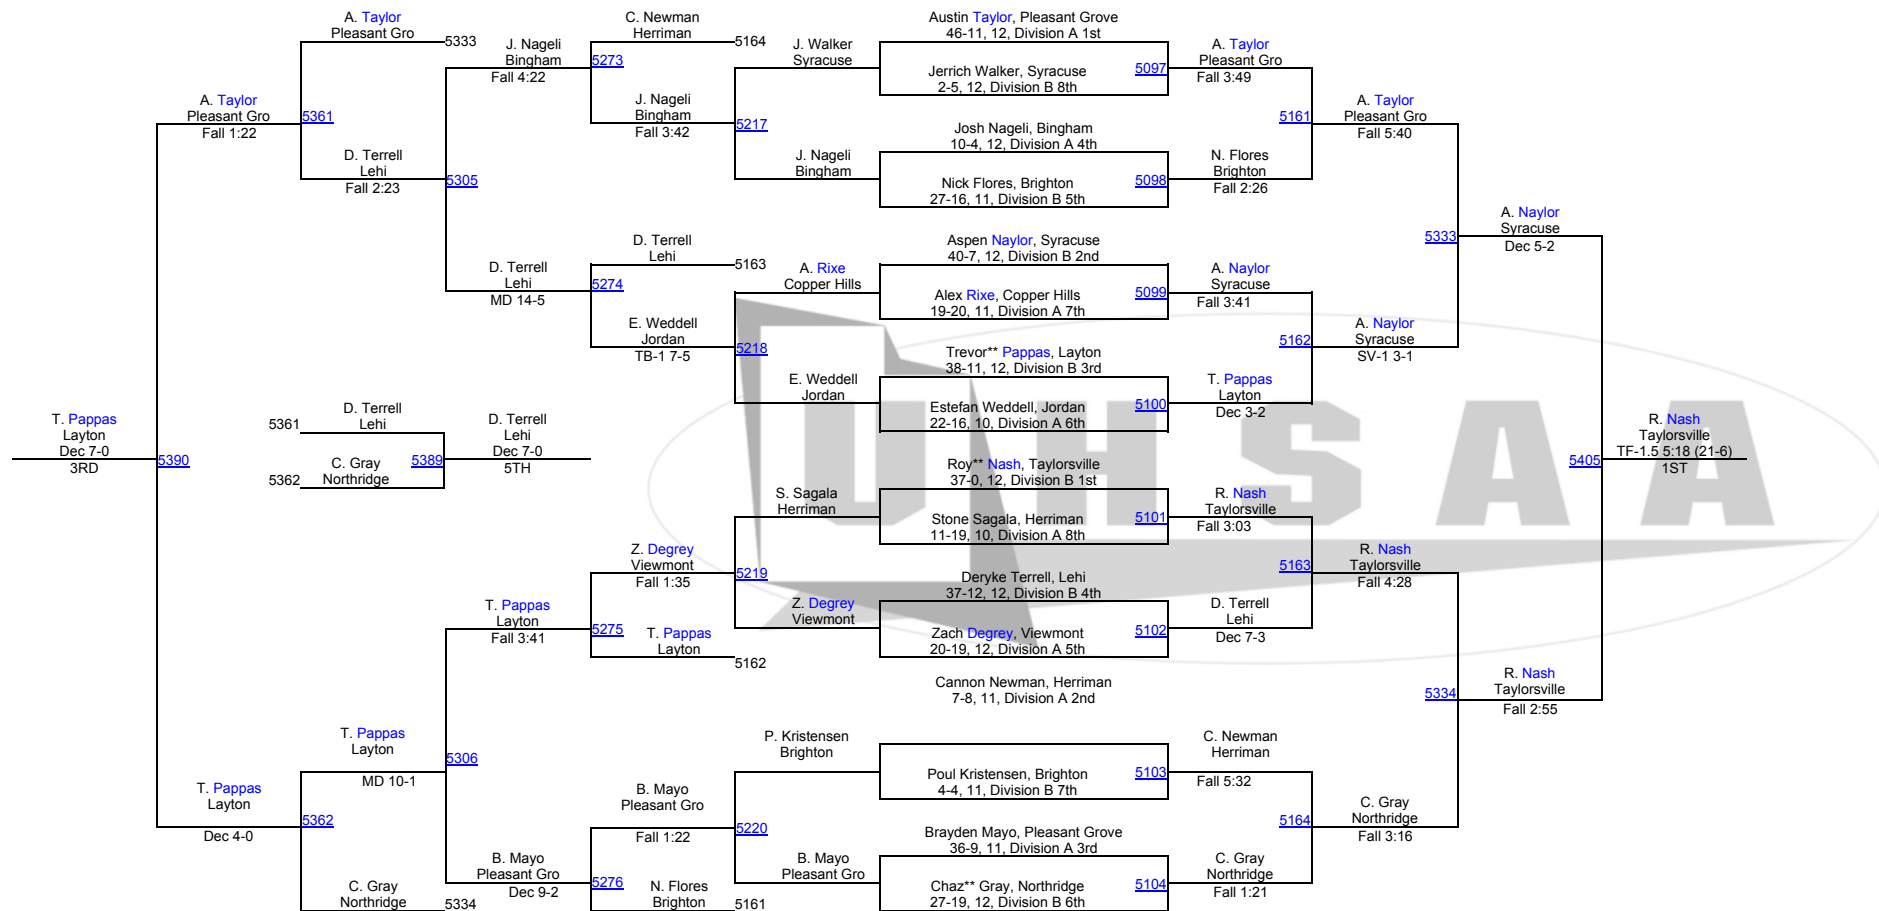 A. Taylor
Pleasant Gro
5333
J. Nageli
Bingham
Fall 4:22
C. Newman
Herriman
5164
5273
J. Walker
Syracuse
Austin Taylor, Pleasant Grove
46-11, 12, Division A 1st
Jerrich Walker, Syracuse
2-5, 12, Division B 8th
5097
A. Taylor
Pleasant Gro
Fall 3:49
A. Taylor
Pleasant Gro
Fall 1:22
5361
J. Nageli
Bingham
Fall 3:42
5217
Josh Nageli, Bingham
10-4, 12, Division A 4th
5161
A. Taylor
Pleasant Gro
Fall 5:40
D. Terrell
Lehi
Fall 2:23
5305
J. Nageli
Bingham
Nick Flores, Brighton
27-16, 11, Division B 5th
5098
N. Flores
Brighton
Fall 2:26
D. Terrell
Lehi
MD 14-5
D. Terrell
Lehi
5163
5274
A. Rixe
Copper Hills
Aspen Naylor, Syracuse
40-7, 12, Division B 2nd
Alex Rixe, Copper Hills
19-20, 11, Division A 7th
5099
A. Naylor
Syracuse
Fall 3:41
5333
A. Naylor
Syracuse
Dec 5-2
E. Weddell
Jordan
TB-1 7-5
5218
Trevor** Pappas, Layton
38-11, 12, Division B 3rd
5162
A. Naylor
Syracuse
SV-1 3-1
E. Weddell
Jordan
Estefan Weddell, Jordan
22-16, 10, Division A 6th
5100
T. Pappas
Layton
Dec 3-2
UHSAA
T. Pappas
Layton
Dec 7-0
3RD
5390
5361
D. Terrell
Lehi
5362
C. Gray
Northridge
5389
D. Terrell
Lehi
Dec 7-0
5TH
5405
R. Nash
Taylorsville
TF-1.5 5:18 (21-6)
1ST
S. Sagala
Herriman
Roy** Nash, Taylorsville
37-0, 12, Division B 1st
Stone Sagala, Herriman
11-19, 10, Division A 8th
5101
R. Nash
Taylorsville
Fall 3:03
Z. Degrey
Viewmont
Fall 1:35
5219
Deryke Terrell, Lehi
37-12, 12, Division B 4th
5163
R. Nash
Taylorsville
Fall 4:28
T. Pappas
Layton
Fall 3:41
5275
T. Pappas
Layton
5162
Z. Degrey
Viewmont
Zach Degrey, Viewmont
20-19, 12, Division A 5th
5102
D. Terrell
Lehi
Dec 7-3
Cannon Newman, Herriman
7-8, 11, Division A 2nd
5334
R. Nash
Taylorsville
Fall 2:55
T. Pappas
Layton
MD 10-1
5306
P. Kristensen
Brighton
Poul Kristensen, Brighton
4-4, 11, Division B 7th
5103
C. Newman
Herriman
Fall 5:32
T. Pappas
Layton
Dec 4-0
5362
B. Mayo
Pleasant Gro
Fall 1:22
5220
Brayden Mayo, Pleasant Grove
36-9, 11, Division A 3rd
5164
C. Gray
Northridge
Fall 3:16
C. Gray
Northridge
5334
B. Mayo
Pleasant Gro
Dec 9-2
5276
N. Flores
Brighton
5161
B. Mayo
Pleasant Gro
Chaz** Gray, Northridge
27-19, 12, Division B 6th
5104
C. Gray
Northridge
Fall 1:21